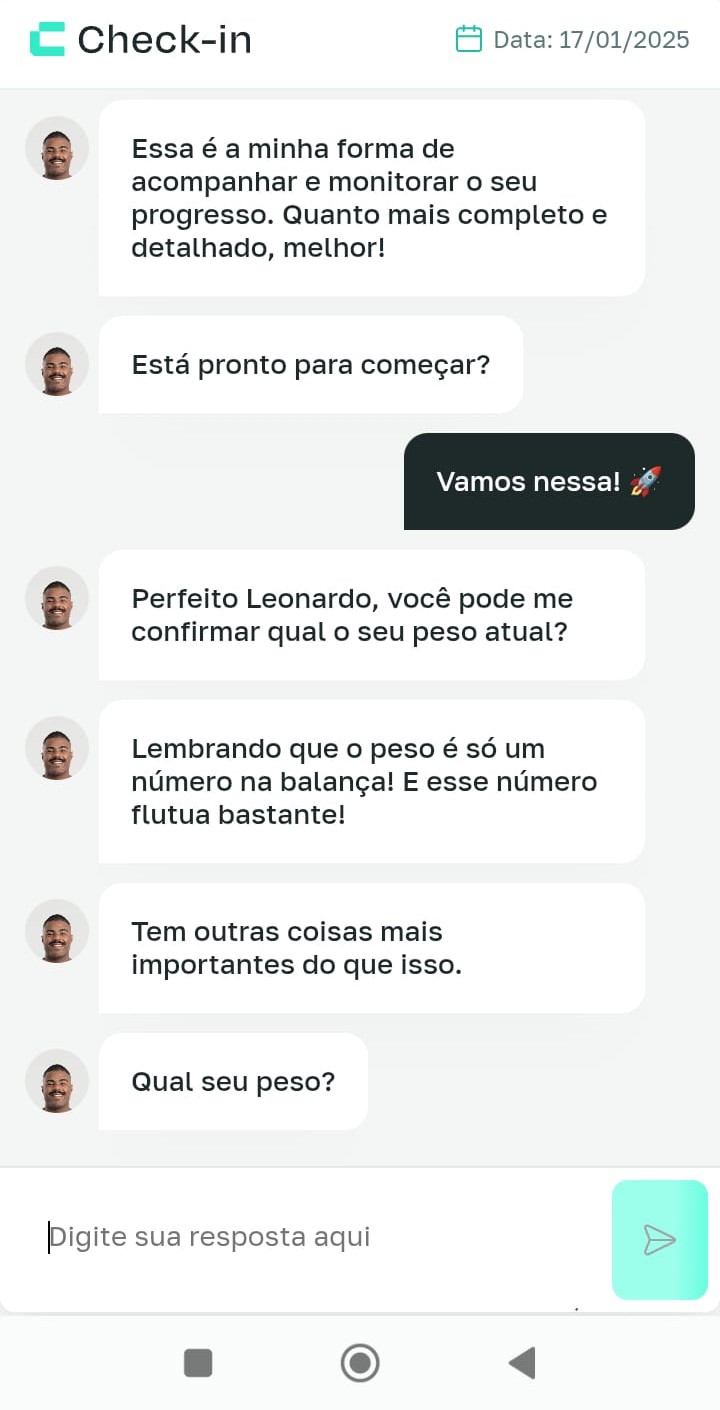 Check-in
Data: 17/01/2025
Essa é a minha forma de
acompanhar e monitorar o seu
progresso. Quanto mais completo e
detalhado, melhor!
Está pronto para começar?
Vamos nessa! 🚀
Perfeito Leonardo, você pode me
confirmar qual o seu peso atual?
Lembrando que o peso é só um
número na balança! E esse número
flutua bastante!
Tem outras coisas mais
importantes do que isso.
Qual seu peso?
Digite sua resposta aqui